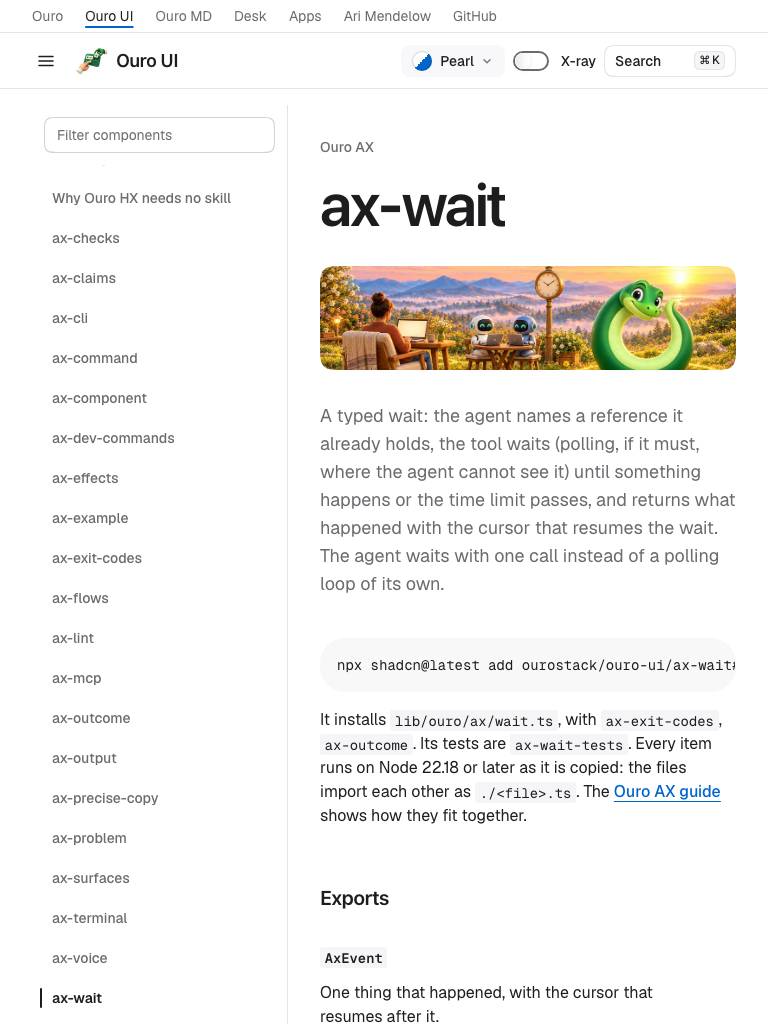 Ouro
Ouro UI
Ouro MD
Desk
Apps
Ari Mendelow
GitHub
Ouro UI
Pearl
X-ray
Search
⌘ K
Filter components
Why Ouro HX needs no skill
ax-checks
ax-claims
ax-cli
ax-command
ax-component
ax-dev-commands
ax-effects
ax-example
ax-exit-codes
ax-flows
ax-lint
ax-mcp
ax-outcome
ax-output
ax-precise-copy
ax-problem
ax-surfaces
ax-terminal
ax-voice
ax-wait
Ouro AX
ax-wait
A typed wait: the agent names a reference it
already holds, the tool waits (polling, if it must,
where the agent cannot see it) until something
happens or the time limit passes, and returns what
happened with the cursor that resumes the wait.
The agent waits with one call instead of a polling
loop of its own.
npx shadcn@latest add ourostack/ouro-ui/ax-wait#
It installs lib/ouro/ax/wait.ts, with ax-exit-codes,
ax-outcome. Its tests are ax-wait-tests. Every item
runs on Node 22.18 or later as it is copied: the files
import each other as ./<file>.ts. The Ouro AX guide
shows how they fit together.
Exports
AxEvent
One thing that happened, with the cursor that
resumes after it.